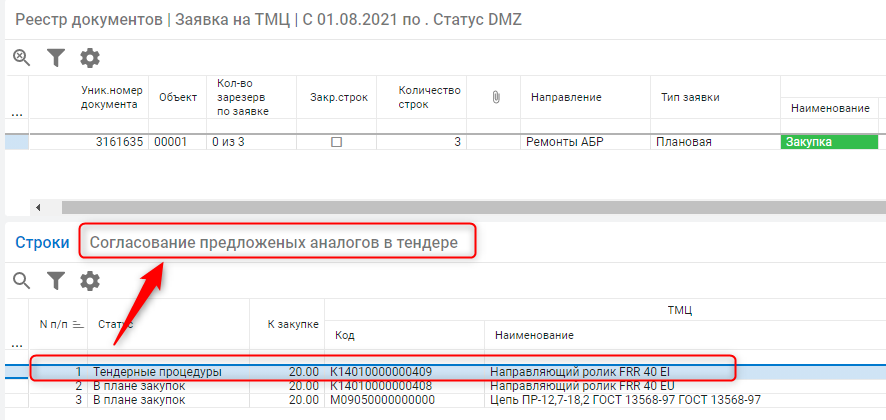 Реестр документов | Заявка на ТМЦ | С 01.08.2021 по . Статус DMZ
... Уник.номер документа Объект Кол-во зарезерв по заявке Закр.строк Количество строк Направление Тип заявки Наименование
3161635 00001 0 из 3 3 Ремонты АБР Плановая Закупка
Строки Согласование предложеных аналогов в тендере
... N п/п Статус К закупке ТМЦ
Код Наименование
1 Тендерные процедуры 20.00 К14010000000409 Направляющий ролик FRR 40 EI
2 В плане закупок 20.00 К14010000000408 Направляющий ролик FRR 40 EU
3 В плане закупок 20.00 М09050000000000 Цепь ПР-12,7-18,2 ГОСТ 13568-97 ГОСТ 13568-97